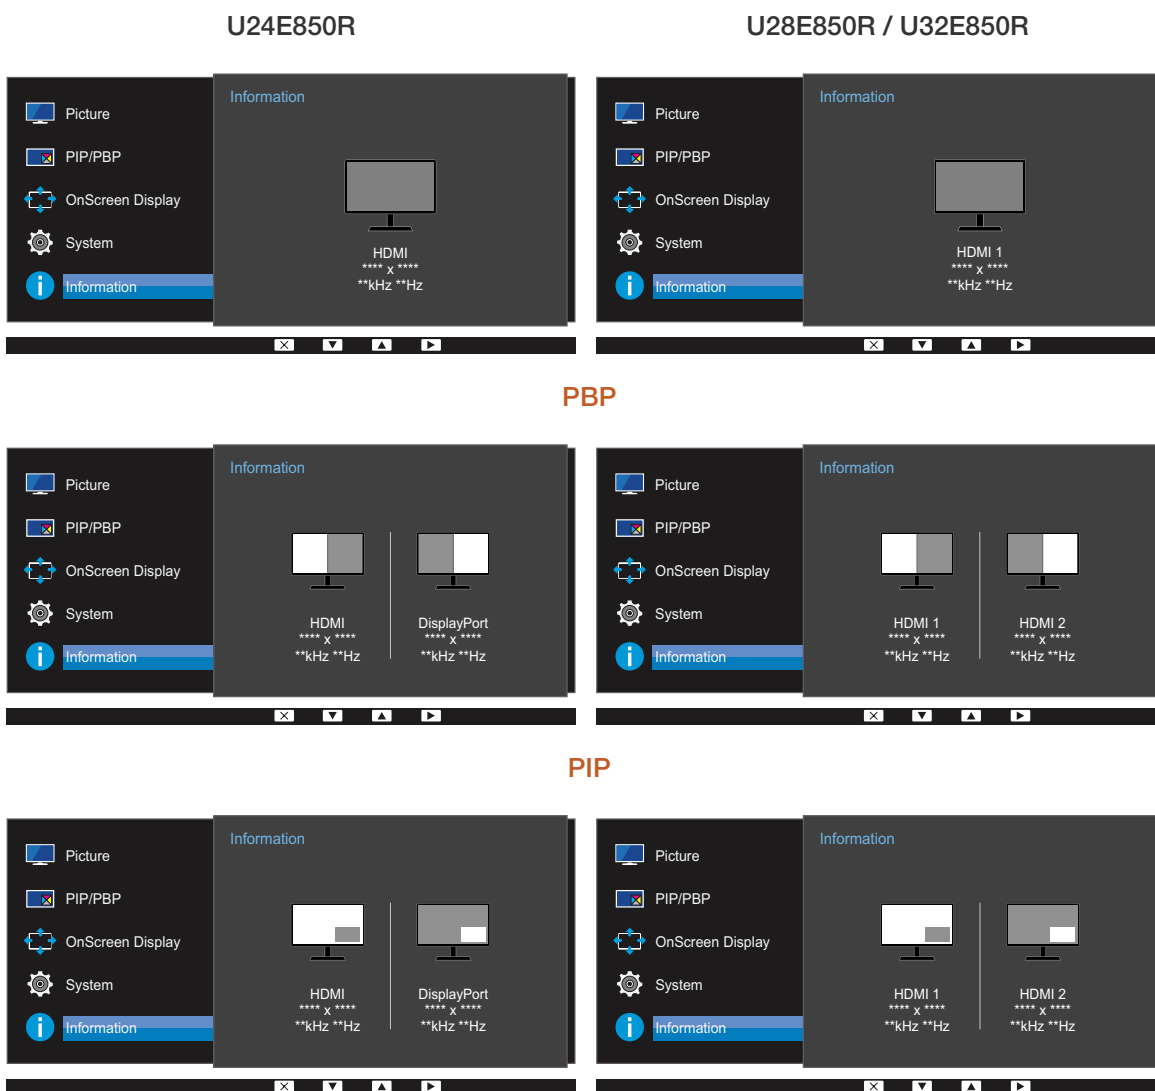 U24E850R
U28E850R / U32E850R
Picture
PIP/PBP
OnScreen Display
System
Information
Information
HDMI
**** x ****
**kHz **Hz
Picture
PIP/PBP
OnScreen Display
System
Information
Information
HDMI 1
**** x ****
**kHz **Hz
PBP
Picture
PIP/PBP
OnScreen Display
System
Information
Information
HDMI
**** x ****
**kHz **Hz
DisplayPort
**** x ****
**kHz **Hz
Picture
PIP/PBP
OnScreen Display
System
Information
Information
HDMI 1
**** x ****
**kHz **Hz
HDMI 2
**** x ****
**kHz **Hz
PIP
Picture
PIP/PBP
OnScreen Display
System
Information
Information
HDMI
**** x ****
**kHz **Hz
DisplayPort
**** x ****
**kHz **Hz
Picture
PIP/PBP
OnScreen Display
System
Information
Information
HDMI 1
**** x ****
**kHz **Hz
HDMI 2
**** x ****
**kHz **Hz